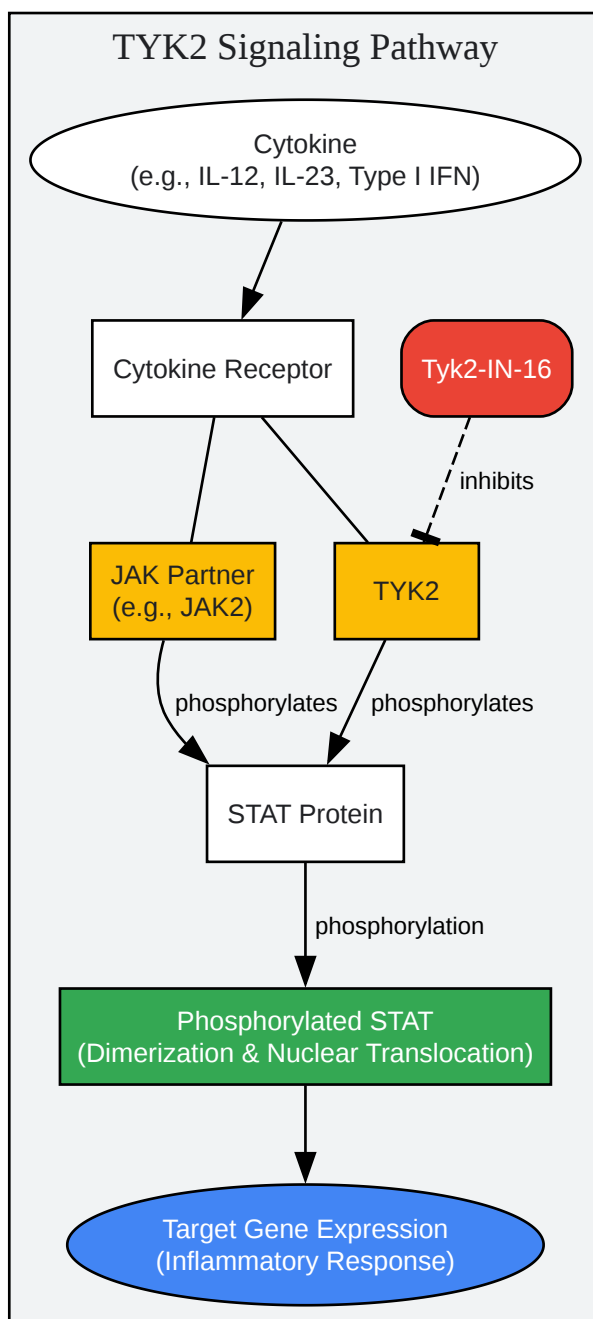 TYK2 Signaling Pathway
Cytokine
(e.g., IL-12, IL-23, Type I IFN)
Cytokine Receptor
Tyk2-IN-16
inhibits
JAK Partner
(e.g., JAK2)
TYK2
phosphorylates
phosphorylates
STAT Protein
phosphorylation
Phosphorylated STAT
(Dimerization & Nuclear Translocation)
Target Gene Expression
(Inflammatory Response)